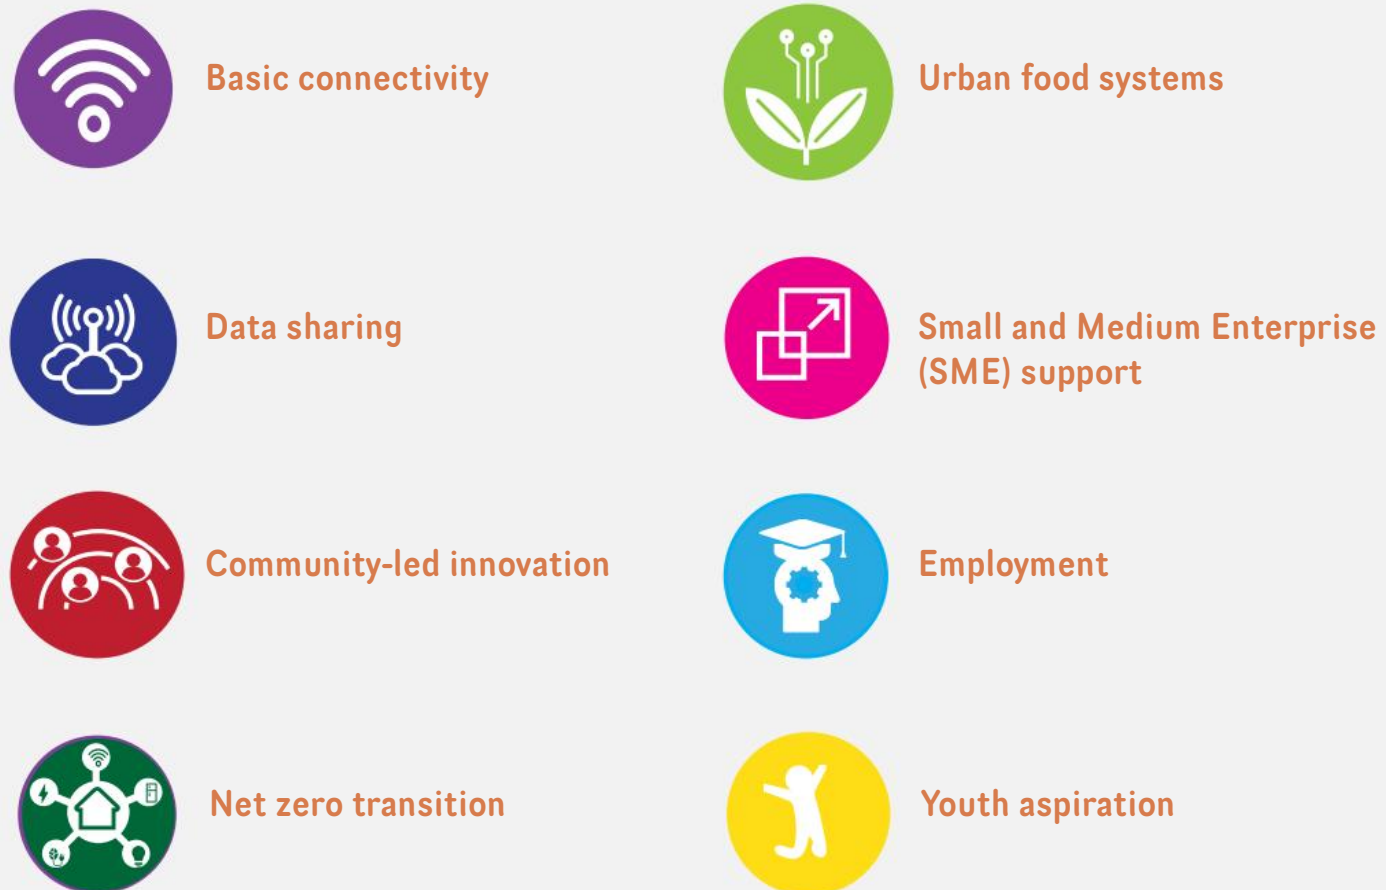 Basic connectivity
Urban food systems
Data sharing
Small and Medium Enterprise
(SME) support
Community-led innovation
Employment
Net zero transition
Youth aspiration